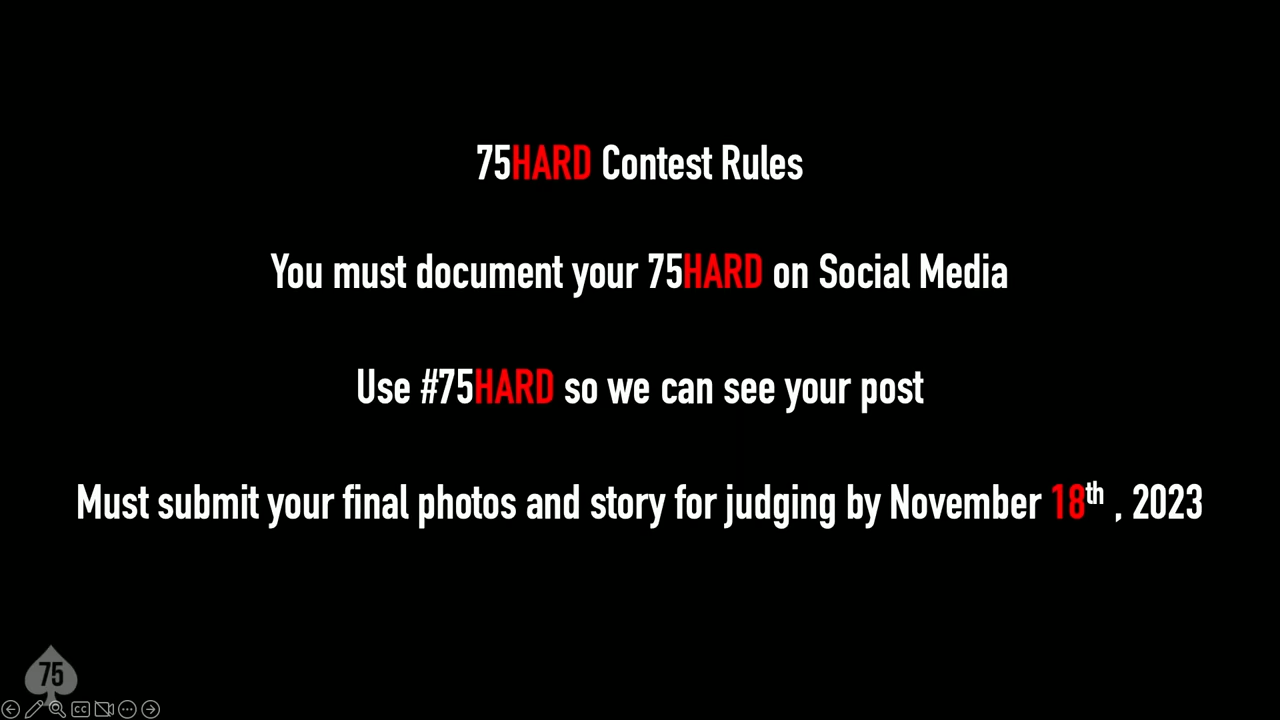 75HARD Contest Rules
You must document your 75HARD on Social Media
Use #75HARD so we can see your post
Must submit your final photos and story for judging by November 18th , 2023
75
CC